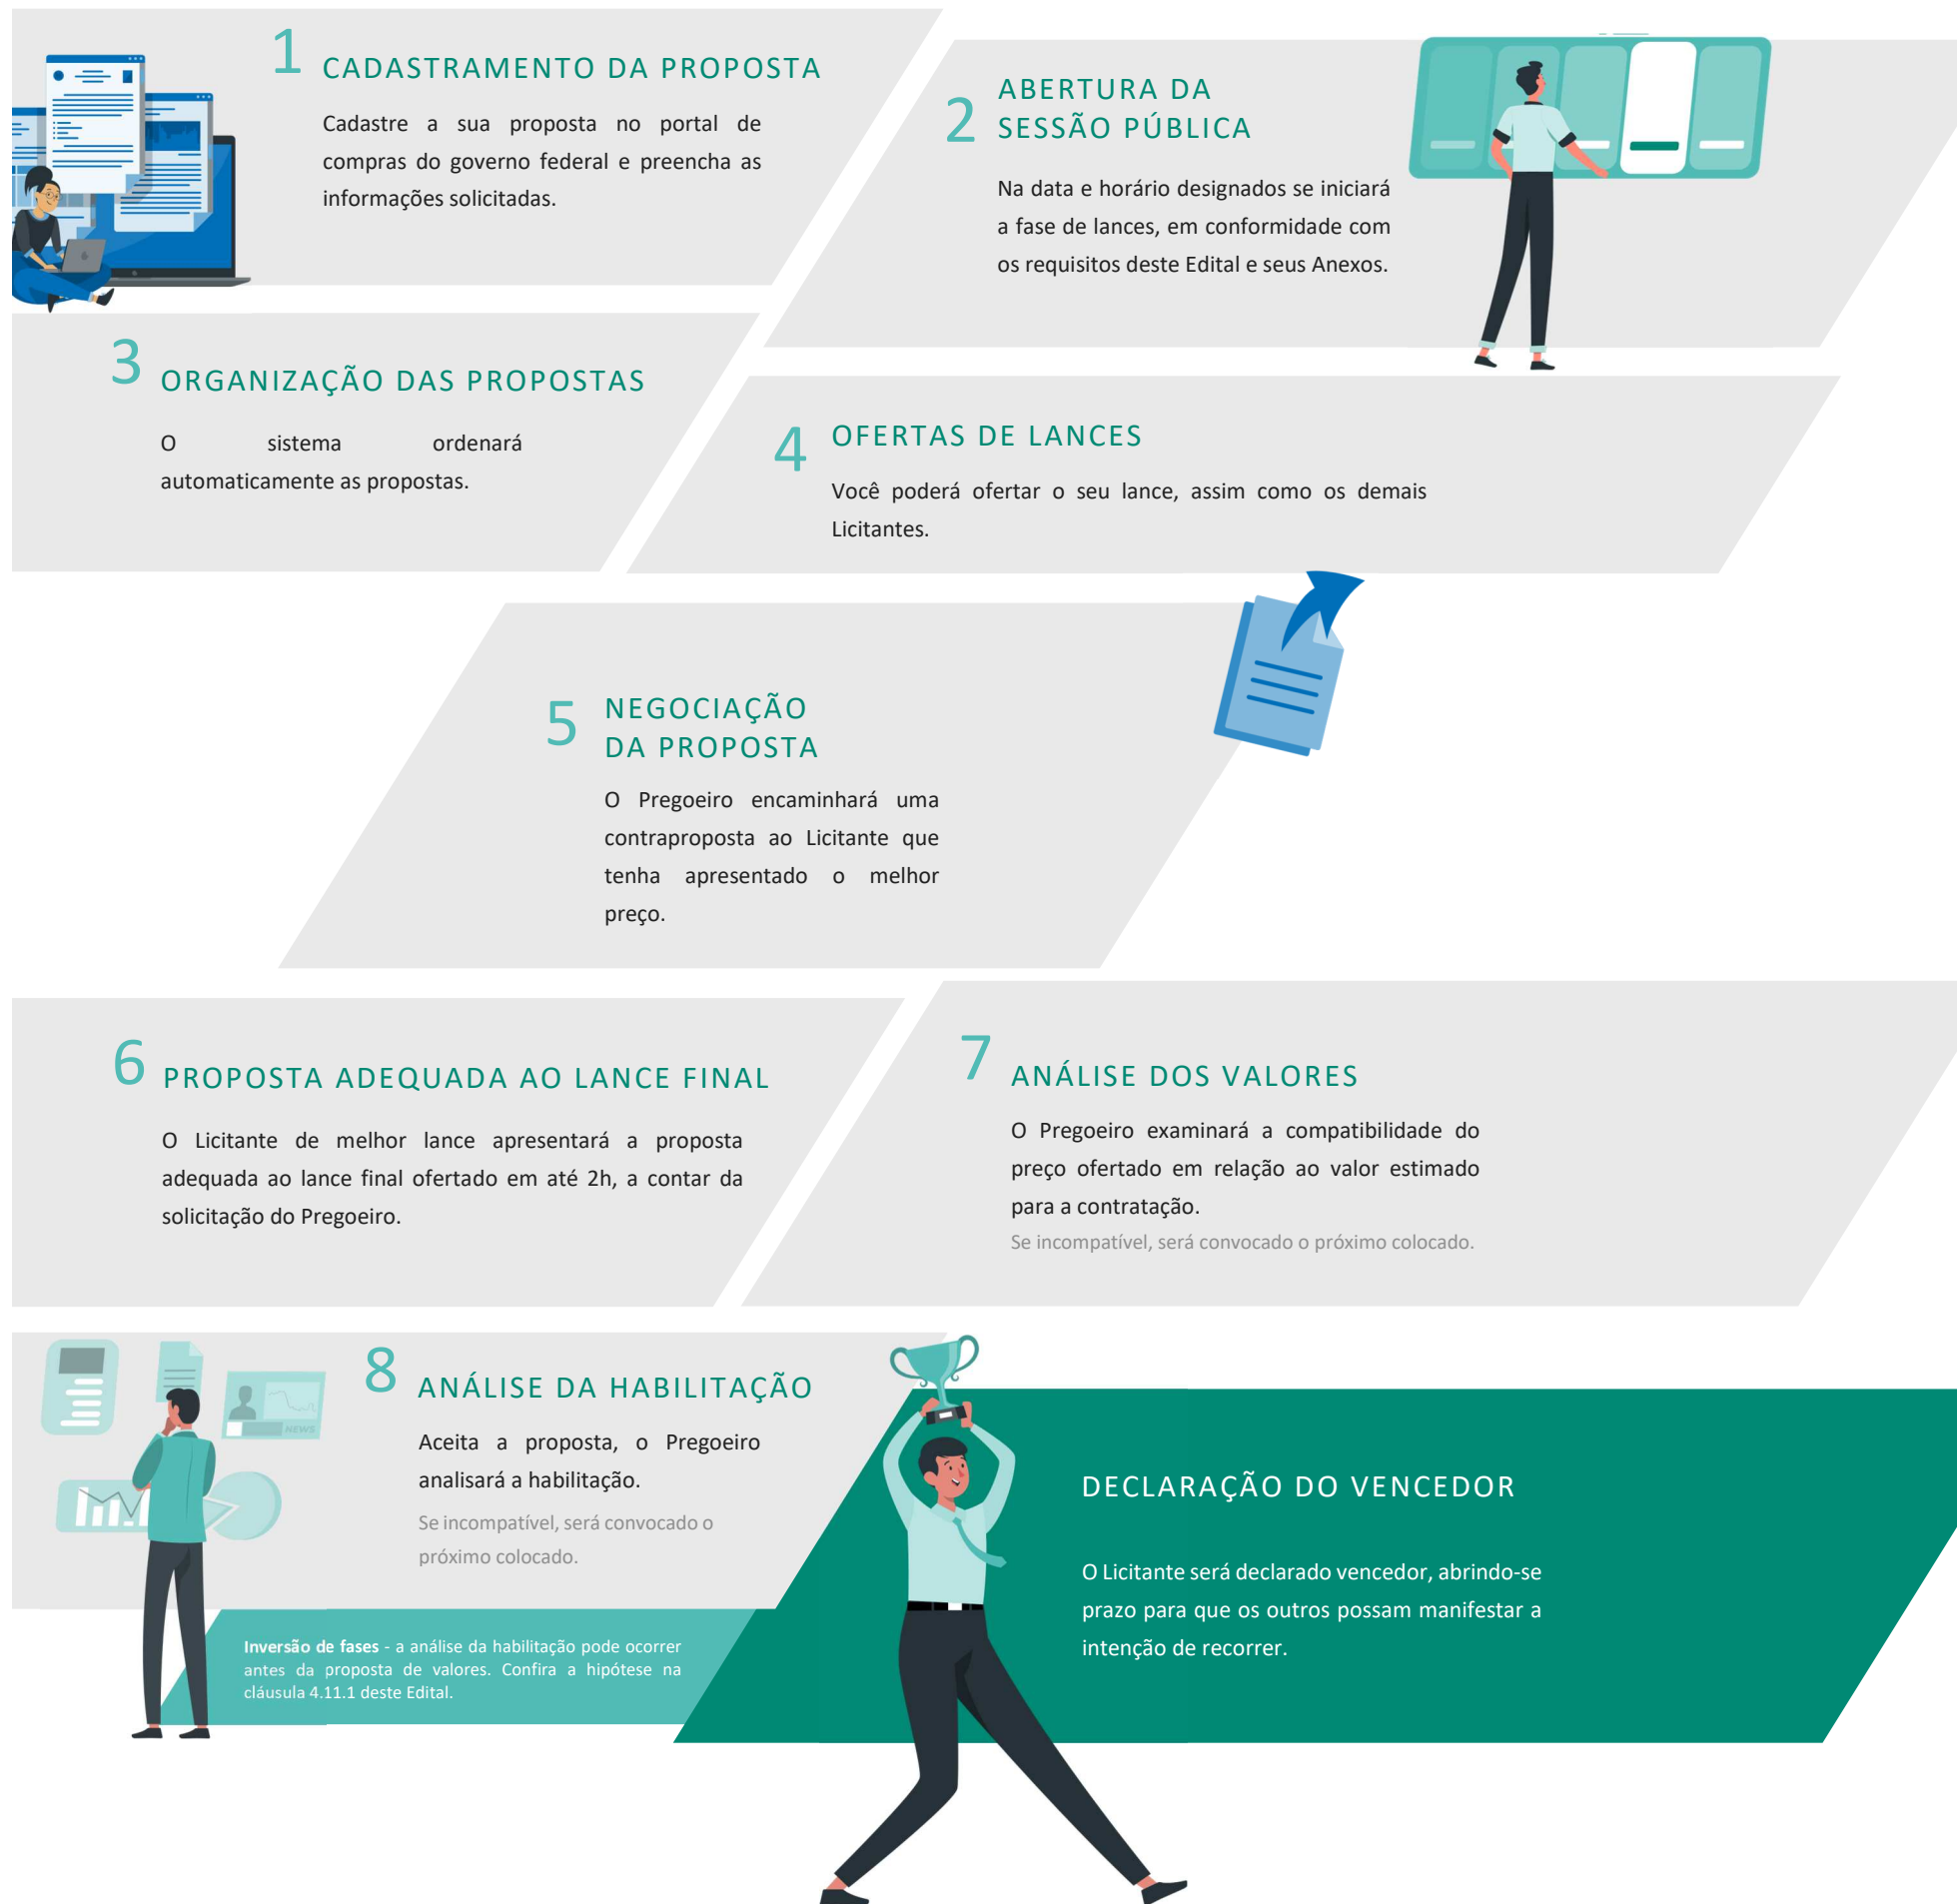 1
CADASTRAMENTO DA PROPOSTA
Cadastre a sua proposta no portal de
compras do governo federal e preencha as
informações solicitadas.
2
ABERTURA DA
SESSÃO PÚBLICA
Na data e horário designados se iniciará
a fase de lances, em conformidade com
os requisitos deste Edital e seus Anexos.
3
ORGANIZAÇÃO DAS PROPOSTAS
O sistema ordenará
automaticamente as propostas.
4
OFERTAS DE LANCES
Você poderá ofertar o seu lance, assim como os demais
Licitantes.
5
NEGOCIAÇÃO
DA PROPOSTA
O Pregoeiro encaminhará uma
contraproposta ao Licitante que
tenha apresentado o melhor
preço.
6
PROPOSTA ADEQUADA AO LANCE FINAL
O Licitante de melhor lance apresentará a proposta
adequada ao lance final ofertado em até 2h, a contar da
solicitação do Pregoeiro.
7
ANÁLISE DOS VALORES
O Pregoeiro examinará a compatibilidade do
preço ofertado em relação ao valor estimado
para a contratação.
Se incompatível, será convocado o próximo colocado.
NEWS
8
ANÁLISE DA HABILITAÇÃO
Aceita a proposta, o Pregoeiro
analisará a habilitação.
Se incompatível, será convocado o
próximo colocado.
Inversão de fases - a análise da habilitação pode ocorrer
antes da proposta de valores. Confira a hipótese na
cláusula 4.11.1 deste Edital.
DECLARAÇÃO DO VENCEDOR
O Licitante será declarado vencedor, abrindo-se
prazo para que os outros possam manifestar a
intenção de recorrer.